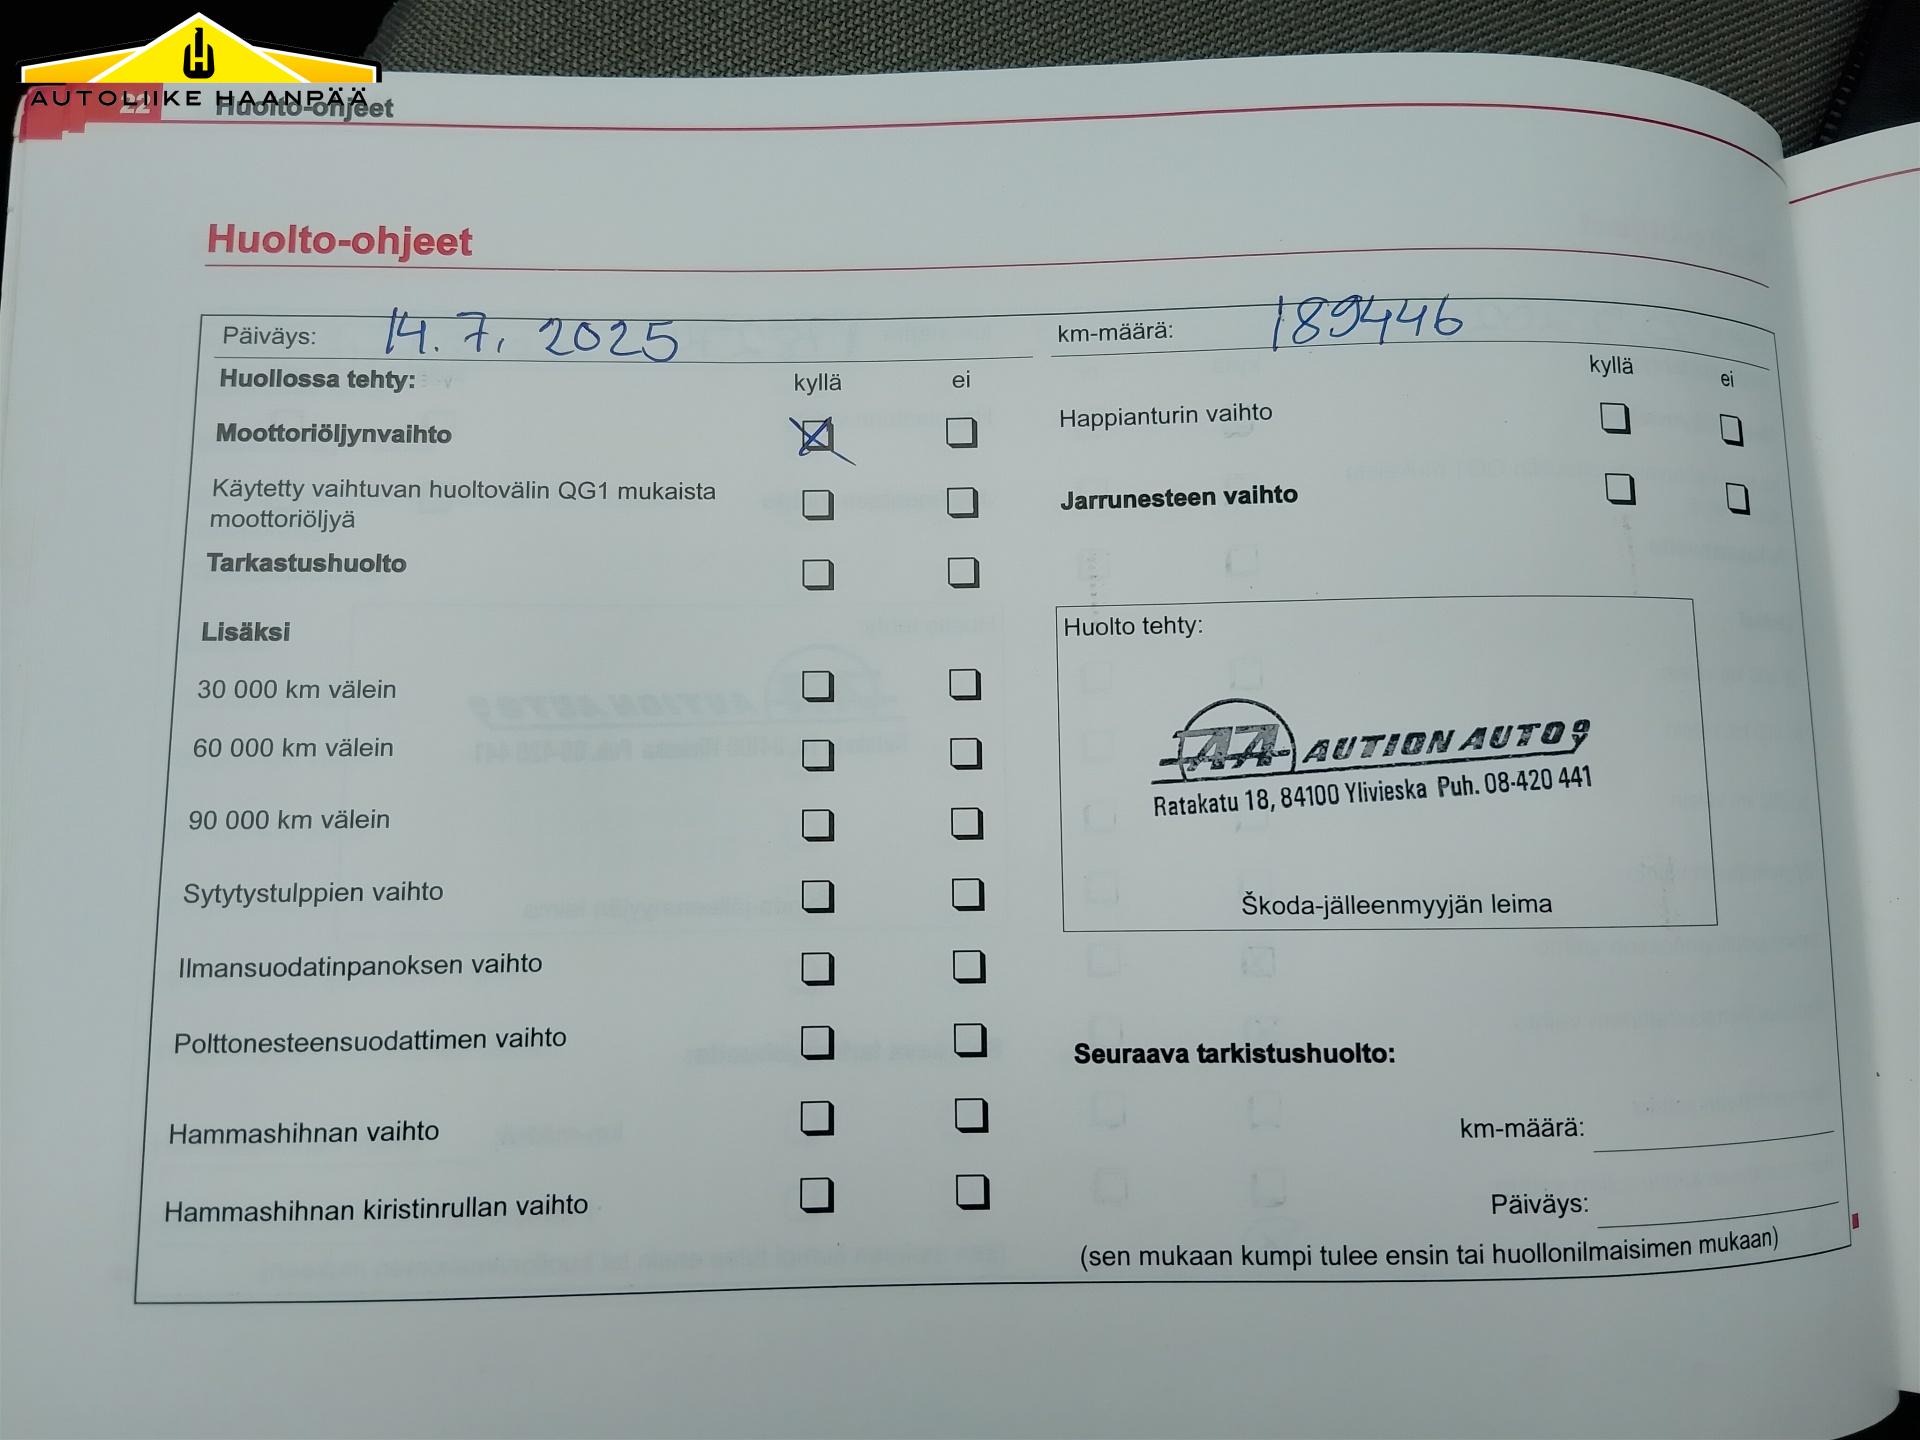 AUTOLIIKE HAANPÄÄ
22 Huolto-ohjeet
Huolto-ohjeet
Päiväys: 14.7. 2025
km-määrä: 189446
Huollossa tehty: kyllä ei
kyllä ei
Moottoriöljynvaihto
Käytetty vaihtuvan huoltovälin QG1 mukaista
moottoriöljyä
Tarkastushuolto
Lisäksi
30 000 km välein
60 000 km välein
90 000 km välein
Sytytystulppien vaihto
Ilmansuodatinpanoksen vaihto
Polttonesteensuodattimen vaihto
Hammashihnan vaihto
Hammashihnan kiristinrullan vaihto
Happianturin vaihto
Jarrunesteen vaihto
Huolto tehty:
AA AUTION AUTO 9
Ratakatu 18, 84100 Ylivieska Puh. 08-420 441
Škoda-jälleenmyyjän leima
Seuraava tarkistushuolto:
km-määrä:
Päiväys:
(sen mukaan kumpi tulee ensin tai huollonilmaisimen mukaan)